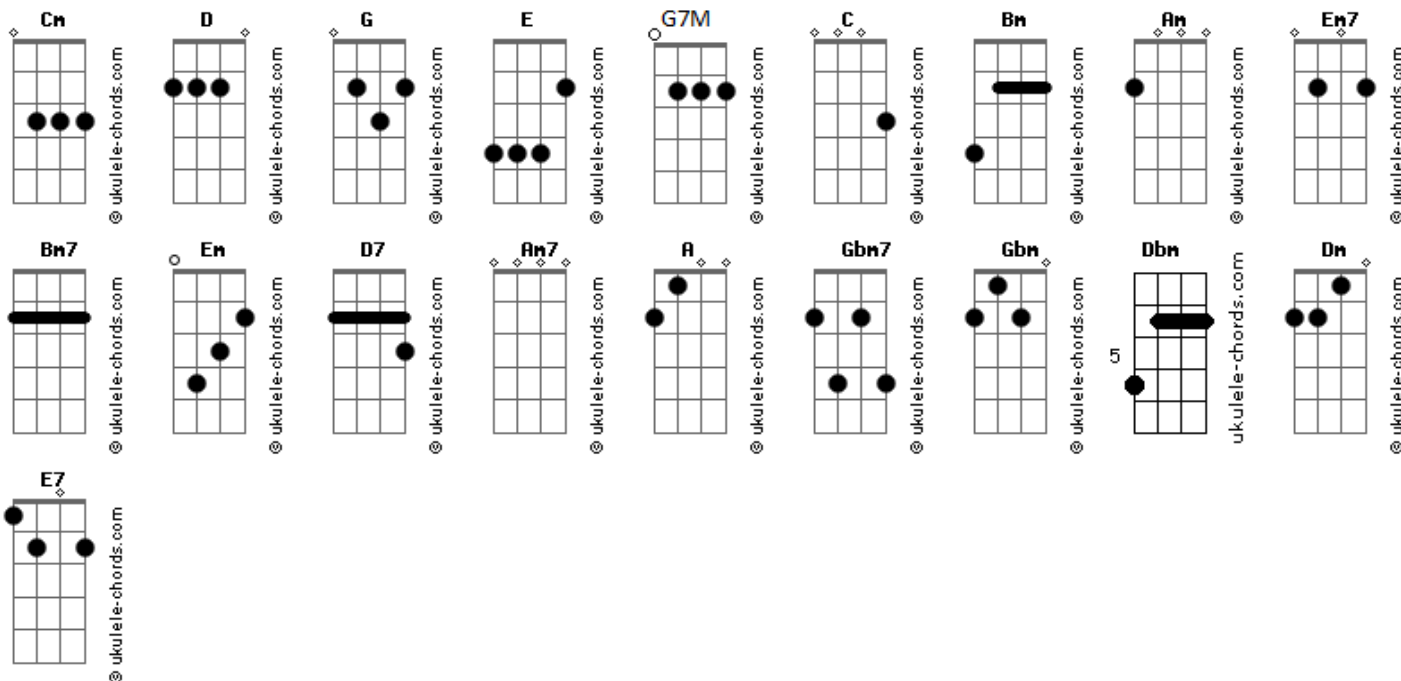 Cm D G E G7M C Bm Am Em7
© ukulele-chords.com © ukulele-chords.com © ukulele-chords.com © ukulele-chords.com © ukulele-chords.com © ukulele-chords.com © ukulele-chords.com © ukulele-chords.com © ukulele-chords.com
Bm7 Em D7 Am7 A Gbm7 Gbm Dbm Dm
5
© ukulele-chords.com © ukulele-chords.com © ukulele-chords.com © ukulele-chords.com © ukulele-chords.com © ukulele-chords.com © ukulele-chords.com ukulele-chords.com © ukulele-chords.com
E7
© ukulele-chords.com